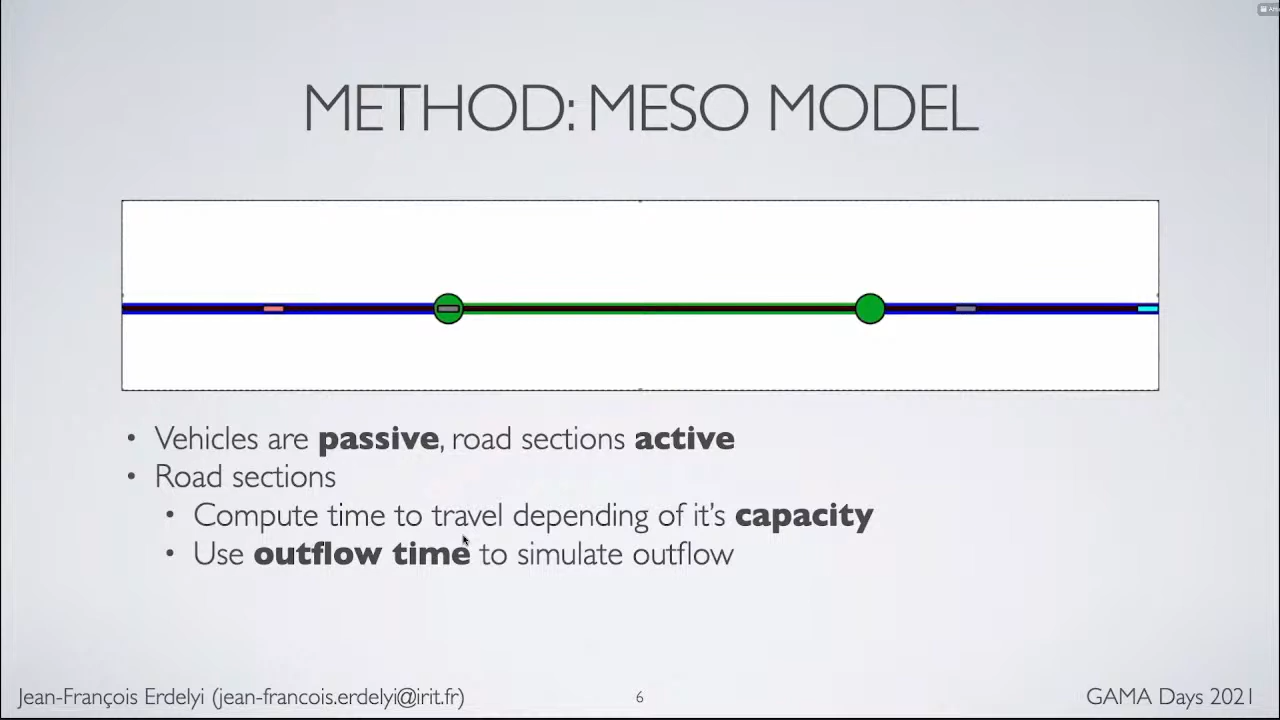 METHOD: MESO MODEL
• Vehicles are passive, road sections active
• Road sections
• Compute time to travel depending of it's capacity
• Use outflow time to simulate outflow
Jean-François Erdelyi (jean-francois.erdelyi@irit.fr)
6
GAMA Days 2021